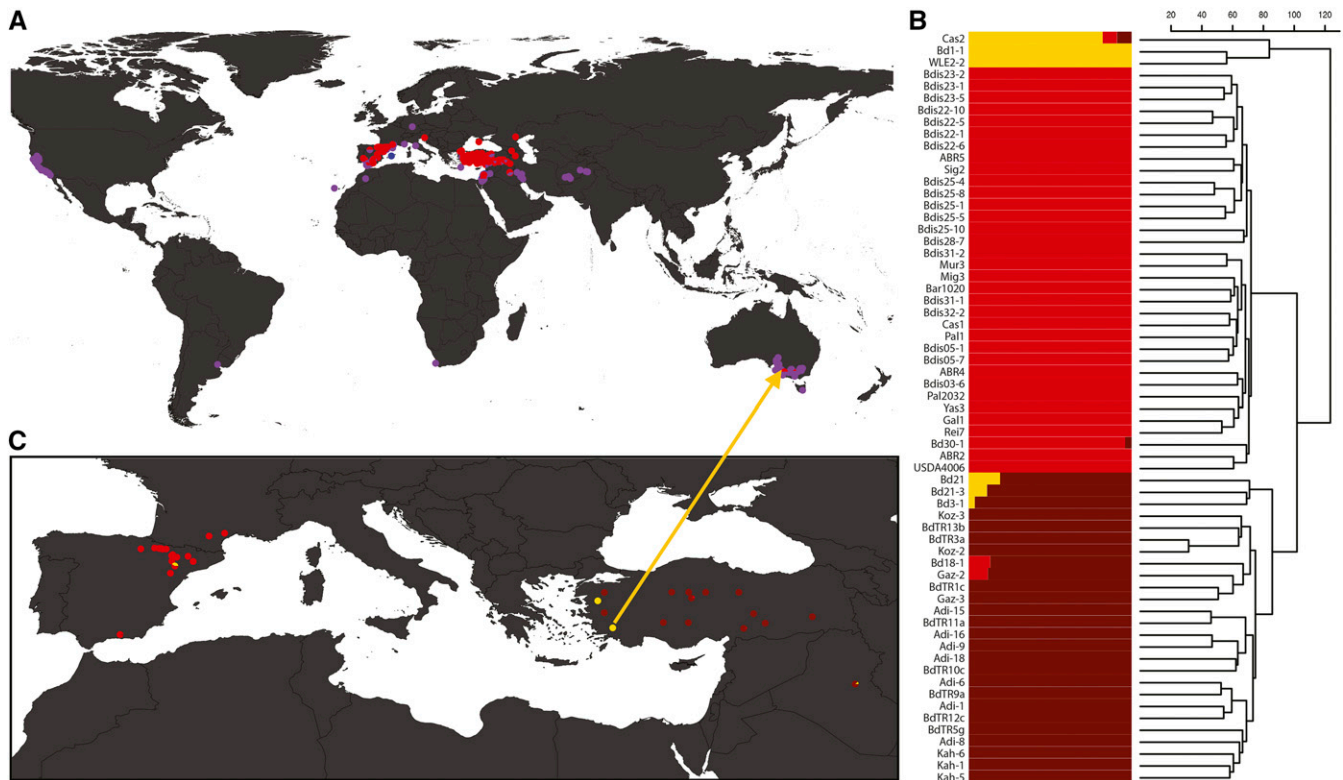 A
B
20 40 60 80 100 120
Cas2
Bd1-1
WLE2-2
Bdis23-2
Bdis23-1
Bdis23-5
Bdis22-10
Bdis22-5
Bdis22-1
Bdis22-6
ABR5
Sig2
Bdis25-4
Bdis25-8
Bdis25-1
Bdis25-5
Bdis25-10
Bdis28-7
Bdis31-2
Mur3
Mig3
Bar1020
Bdis31-1
Bdis32-2
Cas1
Pal1
Bdis05-1
Bdis05-7
ABR4
Bdis03-6
Pal2032
Yas3
Gal1
Rei7
Bd30-1
ABR2
USDA4006
Bd21
Bd21-3
Bd3-1
Koz-3
BdTR13b
BdTR3a
Koz-2
Bd18-1
Gaz-2
BdTR1c
Gaz-3
Adi-15
BdTR11a
Adi-16
Adi-9
Adi-18
BdTR10c
Adi-6
BdTR9a
Adi-1
BdTR12c
BdTR5g
Adi-8
Kah-6
Kah-1
Kah-5
C